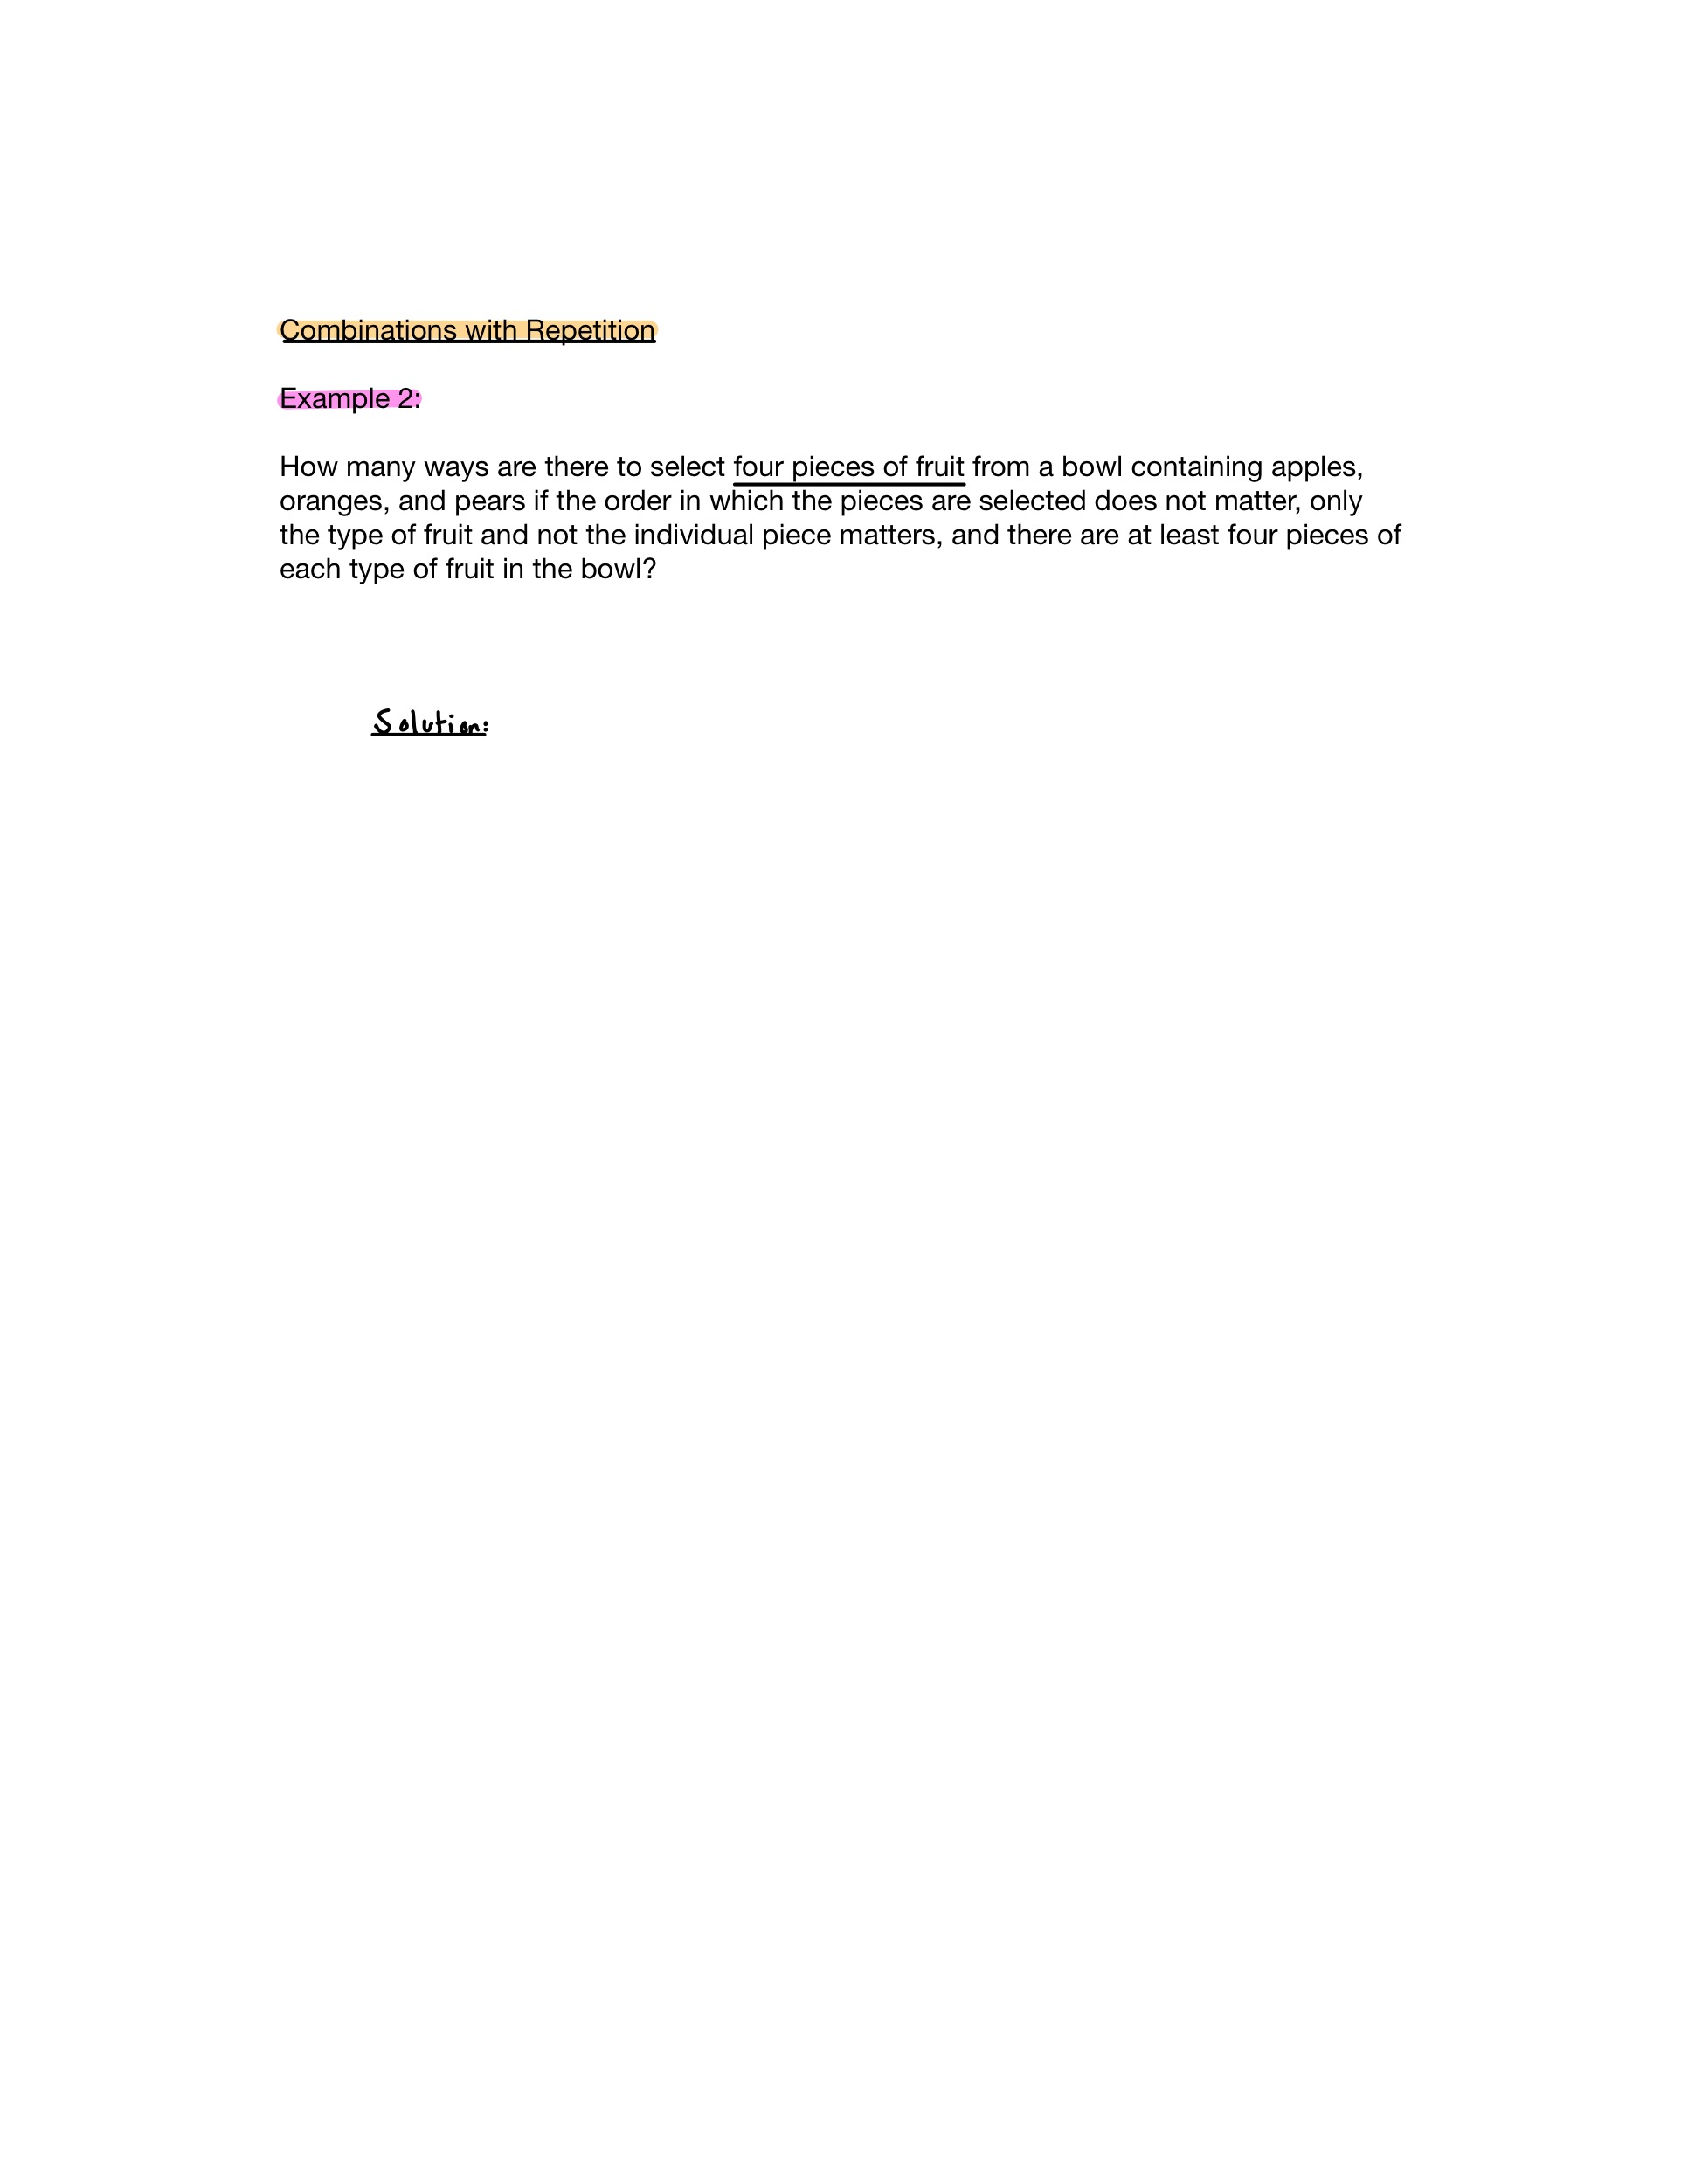 Combinations with Repetition
Example 2:
How many ways are there to select four pieces of fruit from a bowl containing apples,
oranges, and pears if the order in which the pieces are selected does not matter, only
the type of fruit and not the individual piece matters, and there are at least four pieces of
each type of fruit in the bowl?
Solution: